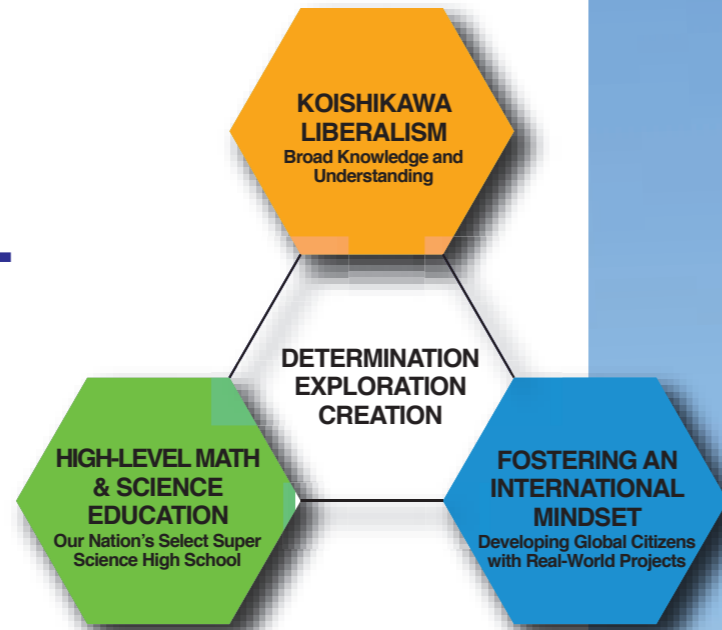 KOISHIKAWA
LIBERALISM
Broad Knowledge and
Understanding
DETERMINATION
EXPLORATION
CREATION
HIGH-LEVEL MATH
& SCIENCE
EDUCATION
Our Nation's Select Super
Science High School
FOSTERING AN
INTERNATIONAL
MINDSET
Developing Global Citizens
with Real-World Projects